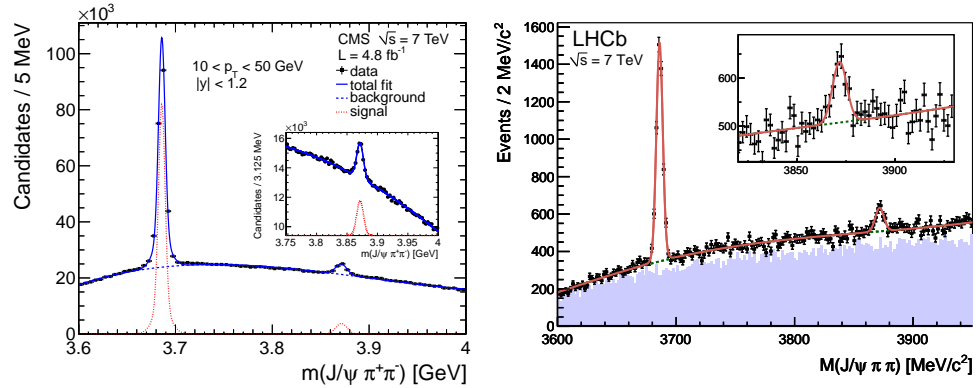 ×10³
Candidates / 5 MeV
100
80
60
40
20
0
3.6
3.7
3.8
3.9
4
m(J/ψ π⁺π⁻) [GeV]
CMS √s = 7 TeV
L = 4.8 fb⁻¹
10 < p_T < 50 GeV
|y| < 1.2
data
total fit
background
signal
×10³
Candidates / 3.125 MeV
16
14
12
10
3.75
3.8
3.85
3.9
3.95
4
m(J/ψ π⁺π⁻) [GeV]
LHCb
√s = 7 TeV
Events / 2 MeV/c²
1600
1400
1200
1000
800
600
400
200
0
3600
3700
3800
3900
M(J/ψ π π) [MeV/c²]
600
500
3850
3900